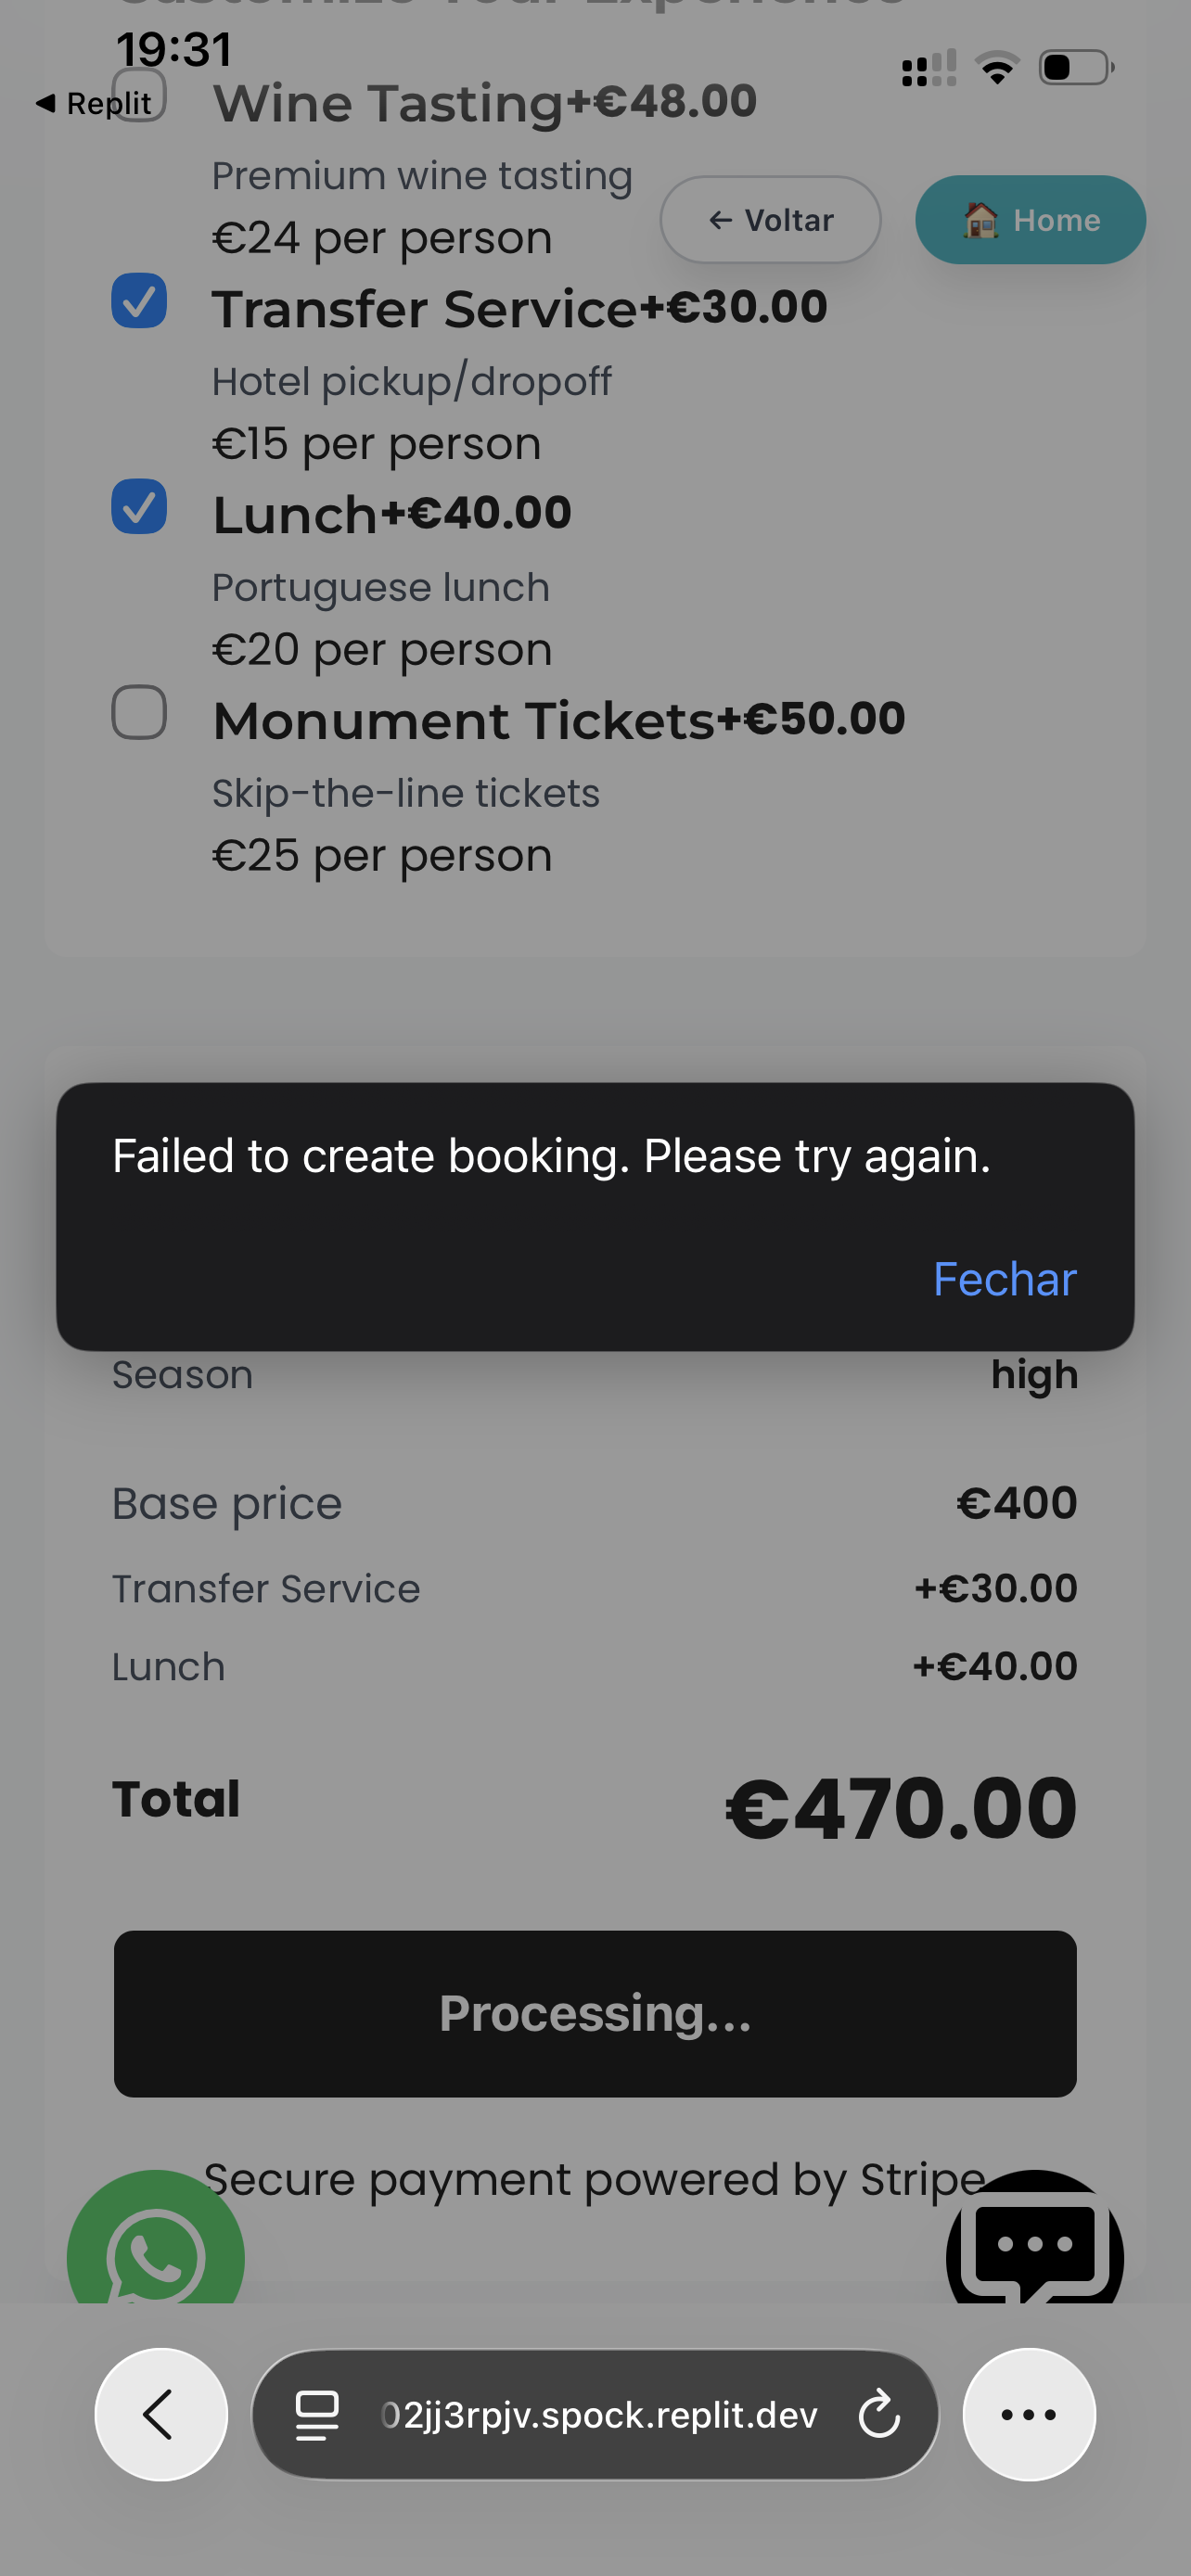 Customize Your Experience
19:31
Replit
Wine Tasting+€48.00
Premium wine tasting
€24 per person
← Voltar
Home
Transfer Service+€30.00
Hotel pickup/dropoff
€15 per person
Lunch+€40.00
Portuguese lunch
€20 per person
Monument Tickets+€50.00
Skip-the-line tickets
€25 per person
Failed to create booking. Please try again.
Fechar
Season high
Base price €400
Transfer Service +€30.00
Lunch +€40.00
Total €470.00
Processing...
Secure payment powered by Stripe
02jj3rpjv.spock.replit.dev